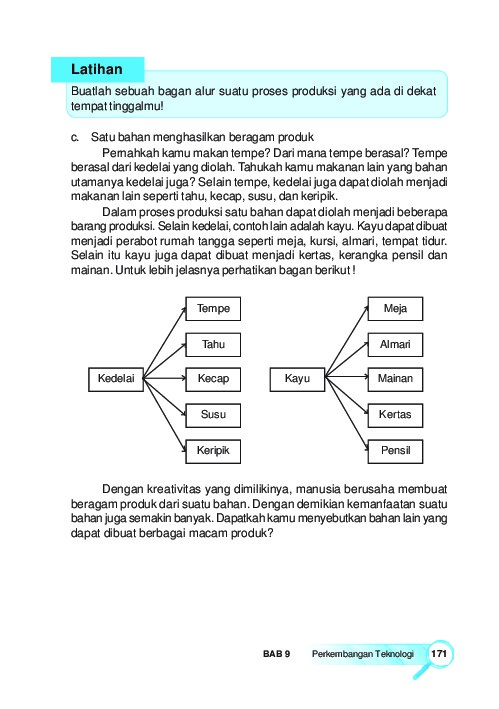 Latihan
Buatlah sebuah bagan alur suatu proses produksi yang ada di dekat
tempat tinggalmu!
c. Satu bahan menghasilkan beragam produk
Pernahkah kamu makan tempe? Dari mana tempe berasal? Tempe
berasal dari kedelai yang diolah. Tahukah kamu makanan lain yang bahan
utamanya kedelai juga? Selain tempe, kedelai juga dapat diolah menjadi
makanan lain seperti tahu, kecap, susu, dan keripik.
Dalam proses produksi satu bahan dapat diolah menjadi beberapa
barang produksi. Selain kedelai, contoh lain adalah kayu. Kayu dapat dibuat
menjadi perabot rumah tangga seperti meja, kursi, almari, tempat tidur.
Selain itu kayu juga dapat dibuat menjadi kertas, kerangka pensil dan
mainan. Untuk lebih jelasnya perhatikan bagan berikut !
Kedelai
Tempe
Tahu
Kecap
Susu
Keripik
Kayu
Meja
Almari
Mainan
Kertas
Pensil
Dengan kreativitas yang dimilikinya, manusia berusaha membuat
beragam produk dari suatu bahan. Dengan demikian kemanfaatan suatu
bahan juga semakin banyak. Dapatkah kamu menyebutkan bahan lain yang
dapat dibuat berbagai macam produk?
BAB 9 Perkembangan Teknologi 171